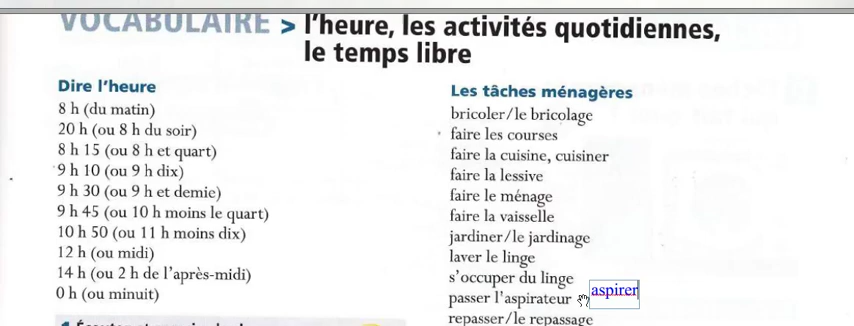 VOCABULAIRE > l'heure, les activités quotidiennes,
le temps libre
Dire l'heure
8 h (du matin)
20 h (ou 8 h du soir)
8 h 15 (ou 8 h et quart)
9 h 10 (ou 9 h dix)
9 h 30 (ou 9 h et demie)
9 h 45 (ou 10 h moins le quart)
10 h 50 (ou 11 h moins dix)
12 h (ou midi)
14 h (ou 2 h de l'après-midi)
0 h (ou minuit)
Les tâches ménagères
bricoler/le bricolage
faire les courses
faire la cuisine, cuisiner
faire la lessive
faire le ménage
faire la vaisselle
jardiner/le jardinage
laver le linge
s'occuper du linge
passer l'aspirateur aspirer
repasser/le repassage